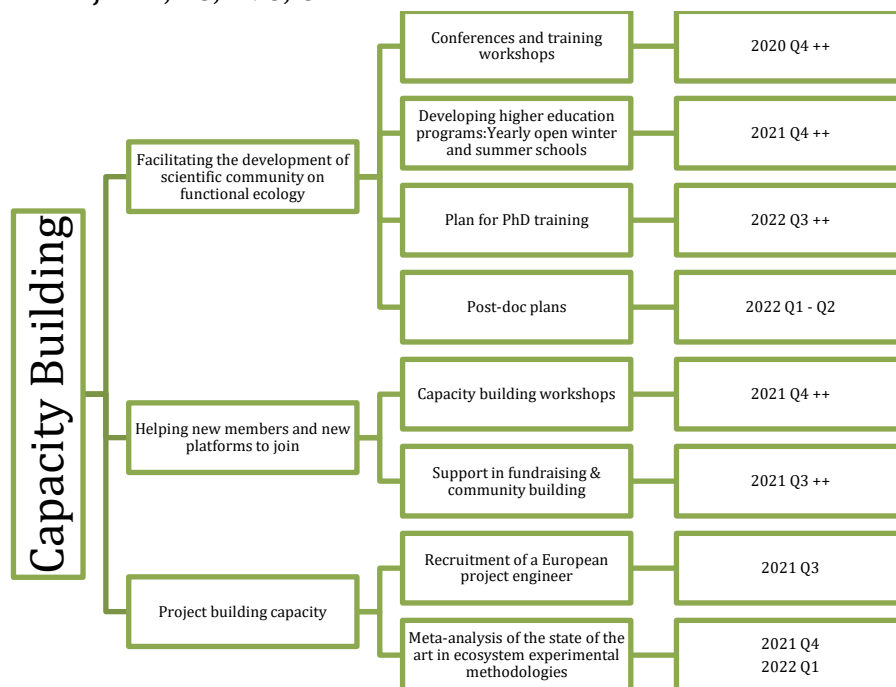 Conferences and training
workshops
2020 Q4 ++
Developing higher education
programs:Yearly open winter
and summer schools
2021 Q4 ++
Facilitating the development of
scientific community on
functional ecology
Plan for PhD training
2022 Q3 ++
Post-doc plans
2022 Q1 - Q2
Capacity Building
Capacity building workshops
2021 Q4 ++
Helping new members and new
platforms to join
Support in fundraising &
community building
2021 Q3 ++
Recruitment of a European
project engineer
2021 Q3
Project building capacity
Meta-analysis of the state of the
art in ecosystem experimental
methodologies
2021 Q4
2022 Q1